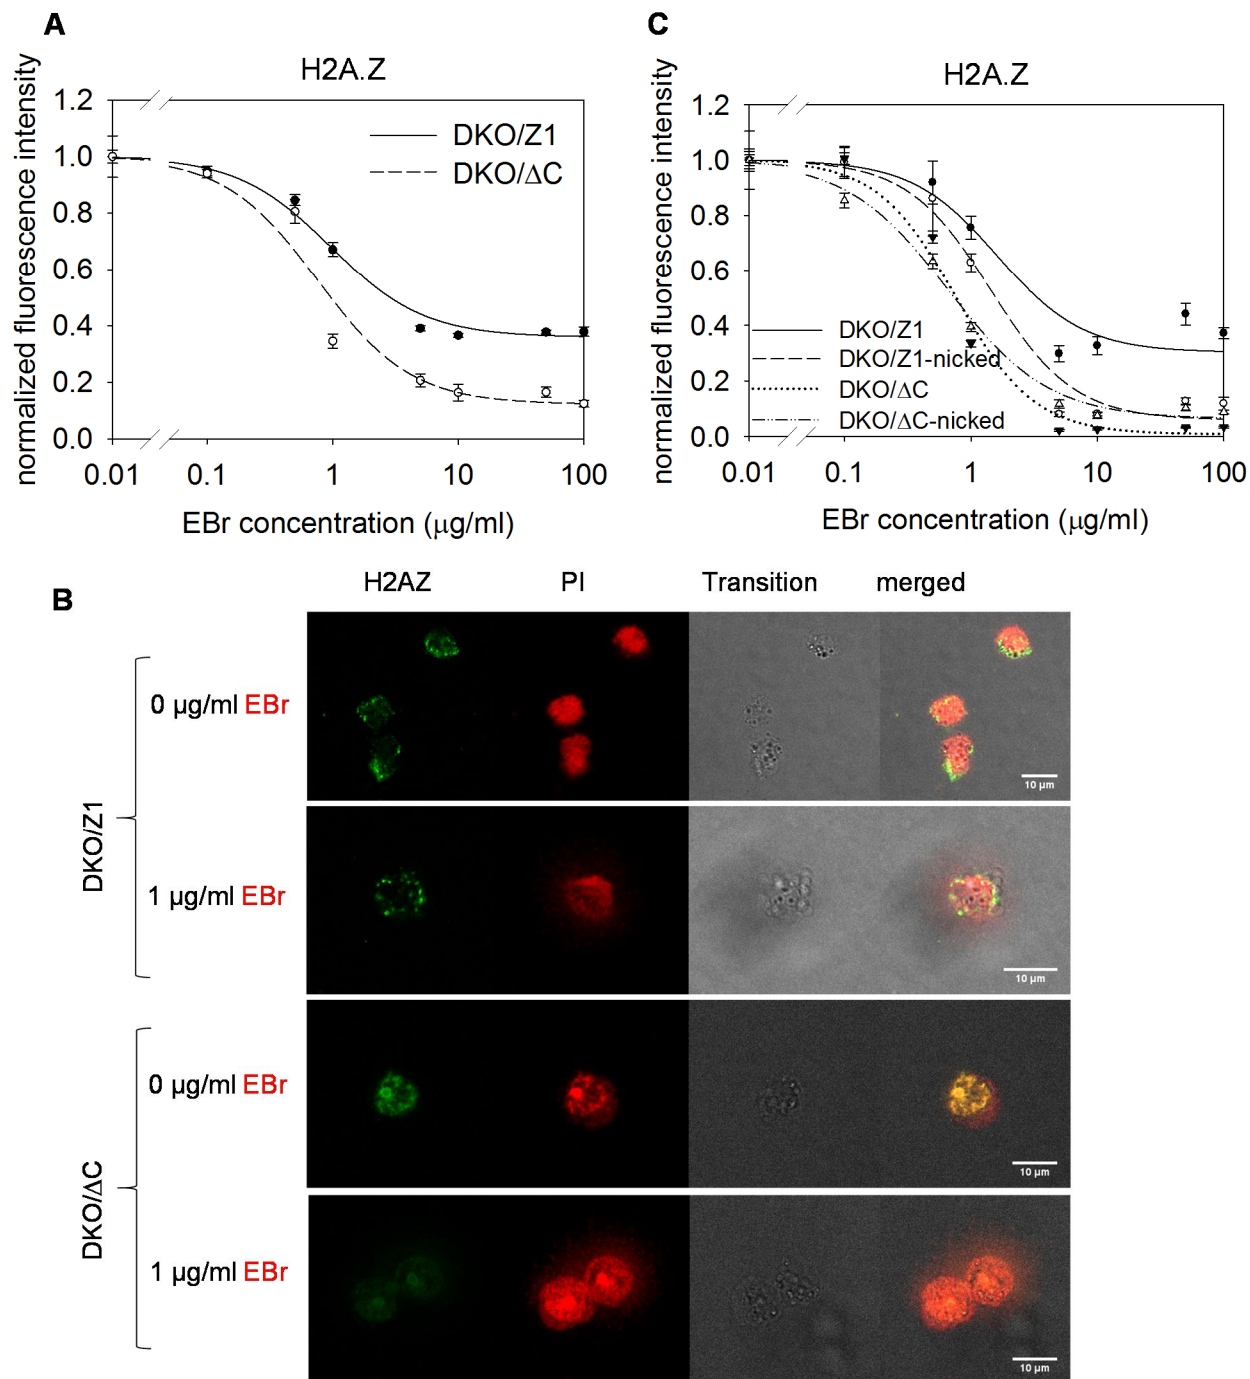 A
H2A.Z
normalized fluorescence intensity
1.2
1.0
0.8
0.6
0.4
0.2
0.0
DKO/Z1
DKO/ΔC
0.01 0.1 1 10 100
EBr concentration (µg/ml)
C
H2A.Z
normalized fluorescence intensity
1.2
1.0
0.8
0.6
0.4
0.2
0.0
DKO/Z1
DKO/Z1-nicked
DKO/ΔC
DKO/ΔC-nicked
0.01 0.1 1 10 100
EBr concentration (µg/ml)
B
H2AZ PI Transition merged
DKO/Z1
0 µg/ml EBr
10 µm
1 µg/ml EBr
10 µm
DKO/ΔC
0 µg/ml EBr
10 µm
1 µg/ml EBr
10 µm